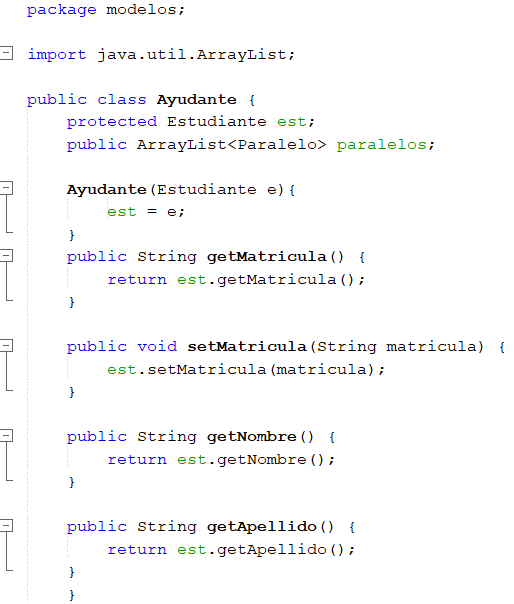 package modelos;
import java.util.ArrayList;
public class Ayudante {
protected Estudiante est;
public ArrayList<Paralelo> paralelos;
Ayudante(Estudiante e){
est = e;
}
public String getMatricula() {
return est.getMatricula();
}
public void setMatricula(String matricula) {
est.setMatricula(matricula);
}
public String getNombre() {
return est.getNombre();
}
public String getApellido() {
return est.getApellido();
}
}